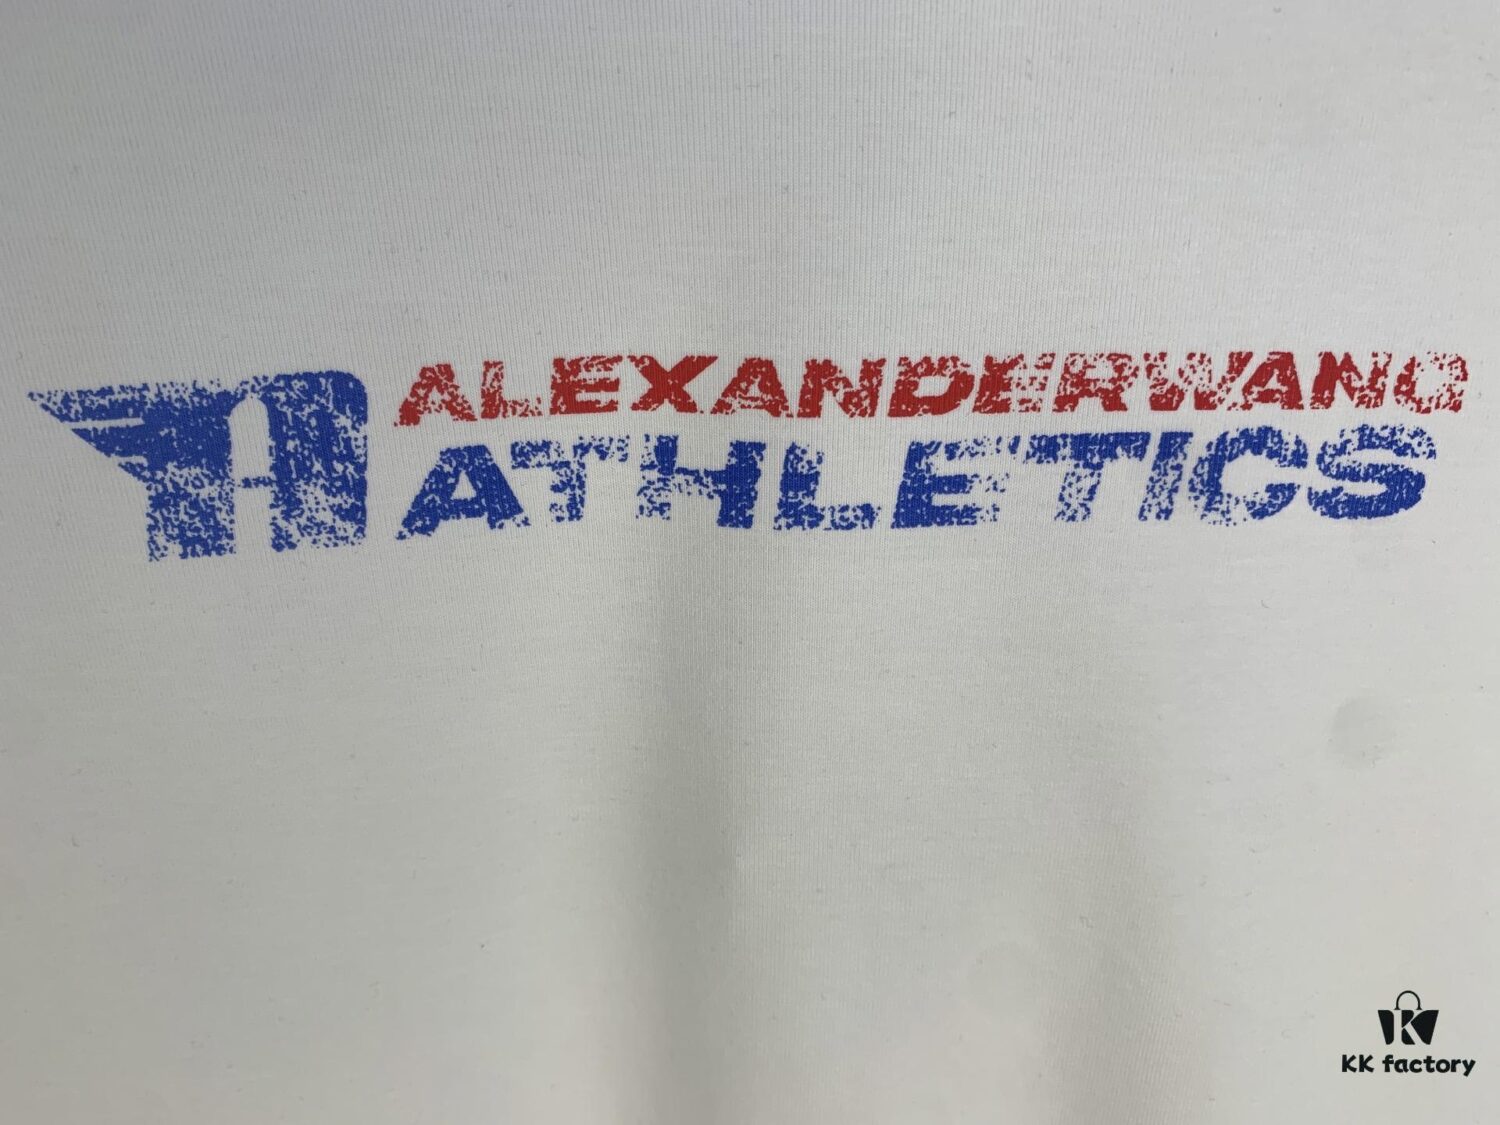 ALEXANDERWANG
ATHLETICS
KK factory